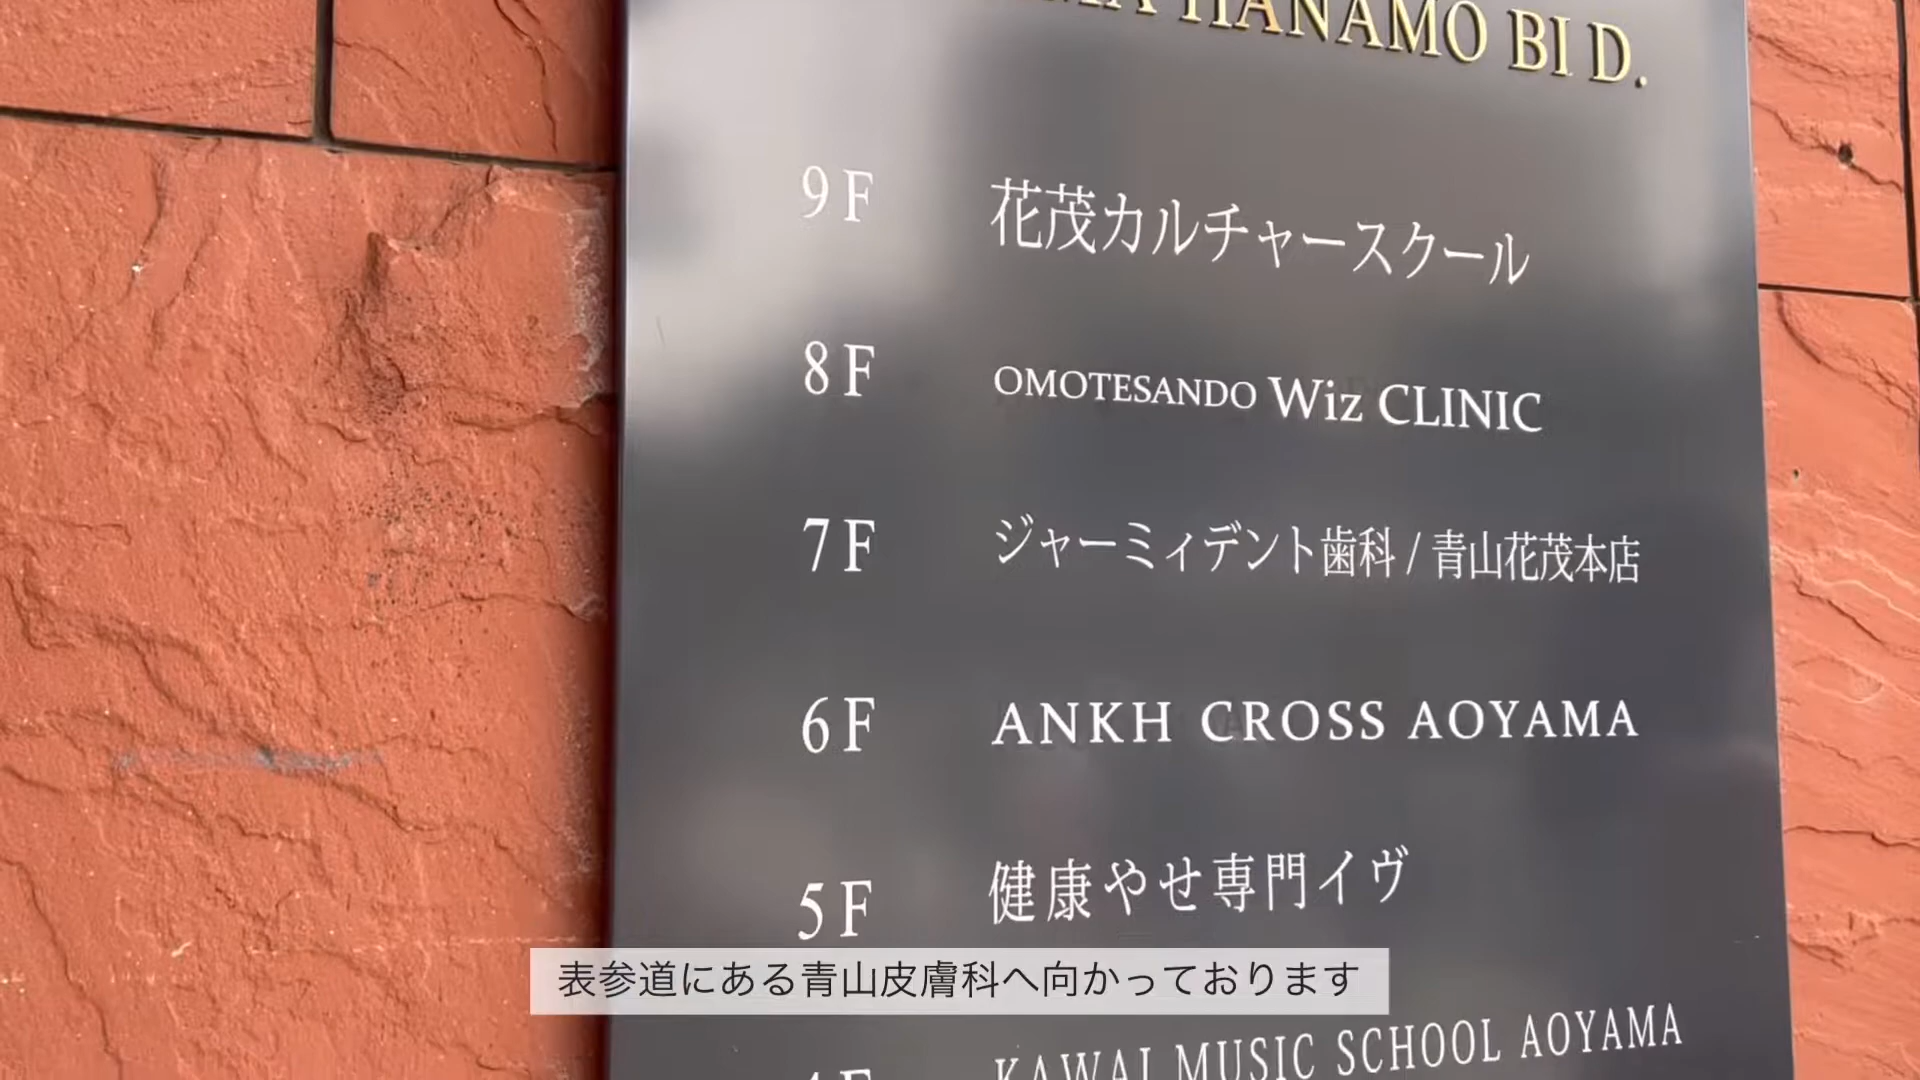 HANAMO BLD.
9F 花茂カルチャースクール
8F OMOTESANDO Wiz CLINIC
7F ジャーミィデント歯科 / 青山花茂本店
6F ANKH CROSS AOYAMA
5F 健康やせ専門イヴ
表参道にある青山皮膚科へ向かっております
4F KAWAI MUSIC SCHOOL AOYAMA